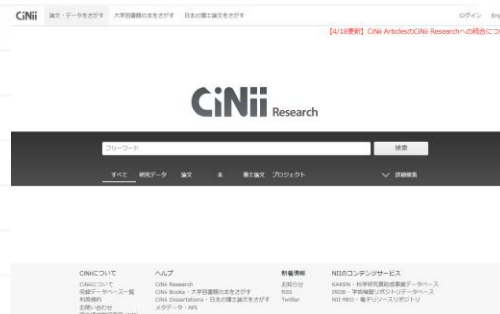 CiNii 論文・データをさがす 大学図書館の本をさがす 日本の博士論文をさがす ログイン Eng
【4/18更新】CiNii ArticlesのCiNii Researchへの統合につ
CiNii Research
フリーワード 検索
すべて 研究データ 論文 本 博士論文 プロジェクト 詳細検索
CiNiiについて ヘルプ 新着情報 NIIのコンテンツサービス
CiNiiについて CiNii Research お知らせ KAKEN - 科学研究費助成事業データベース
収録データベース一覧 CiNii Books - 大学図書館の本をさがす RSS IRDB - 学術機関リポジトリデータベース
利用規約 CiNii Dissertations - 日本の博士論文をさがす Twitter NII-REO - 電子リソースリポジトリ
お問い合わせ メタデータ・API